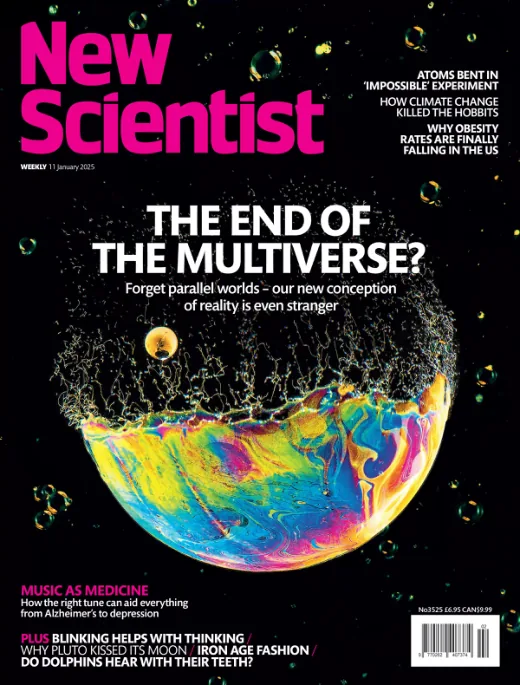 New
Scientist
WEEKLY 11 January 2025
ATOMS BENT IN
‘IMPOSSIBLE’ EXPERIMENT
HOW CLIMATE CHANGE
KILLED THE HOBBITS
WHY OBESITY
RATES ARE FINALLY
FALLING IN THE US
THE END OF
THE MULTIVERSE?
Forget parallel worlds – our new conception
of reality is even stranger
MUSIC AS MEDICINE
How the right tune can aid everything
from Alzheimer's to depression
PLUS BLINKING HELPS WITH THINKING /
WHY PLUTO KISSED ITS MOON / IRON AGE FASHION /
DO DOLPHINS HEAR WITH THEIR TEETH?
No3525 £6.95 CAN$9.99
02
9 770262 407374